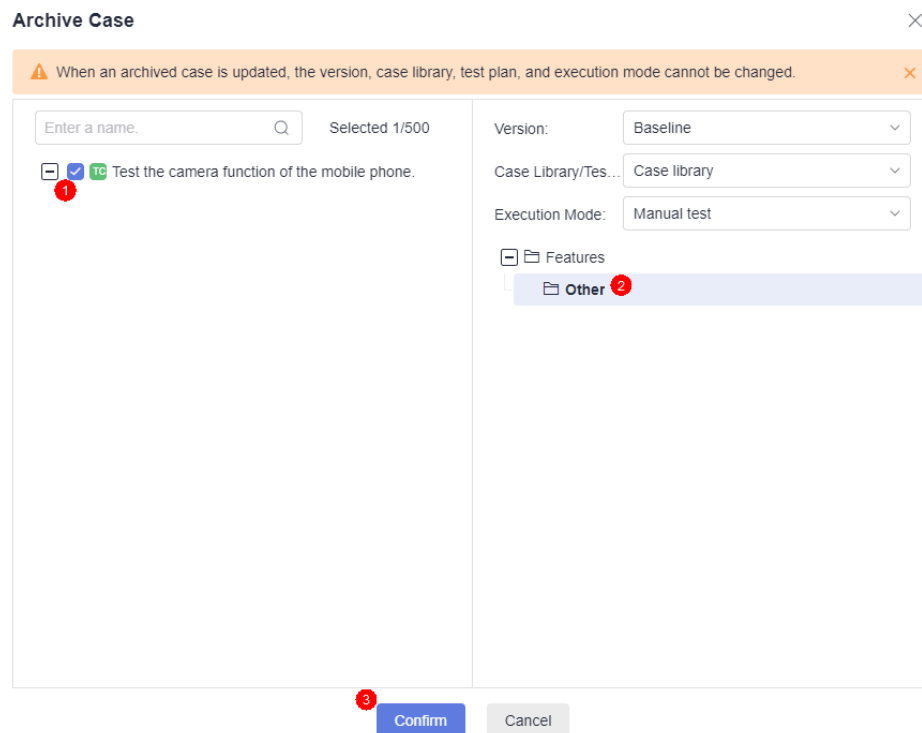 Archive Case
When an archived case is updated, the version, case library, test plan, and execution mode cannot be changed.
Enter a name.
Selected 1/500
TC Test the camera function of the mobile phone.
1
Version:
Baseline
Case Library/Tes...
Case library
Execution Mode:
Manual test
Features
Other 2
3
Confirm
Cancel